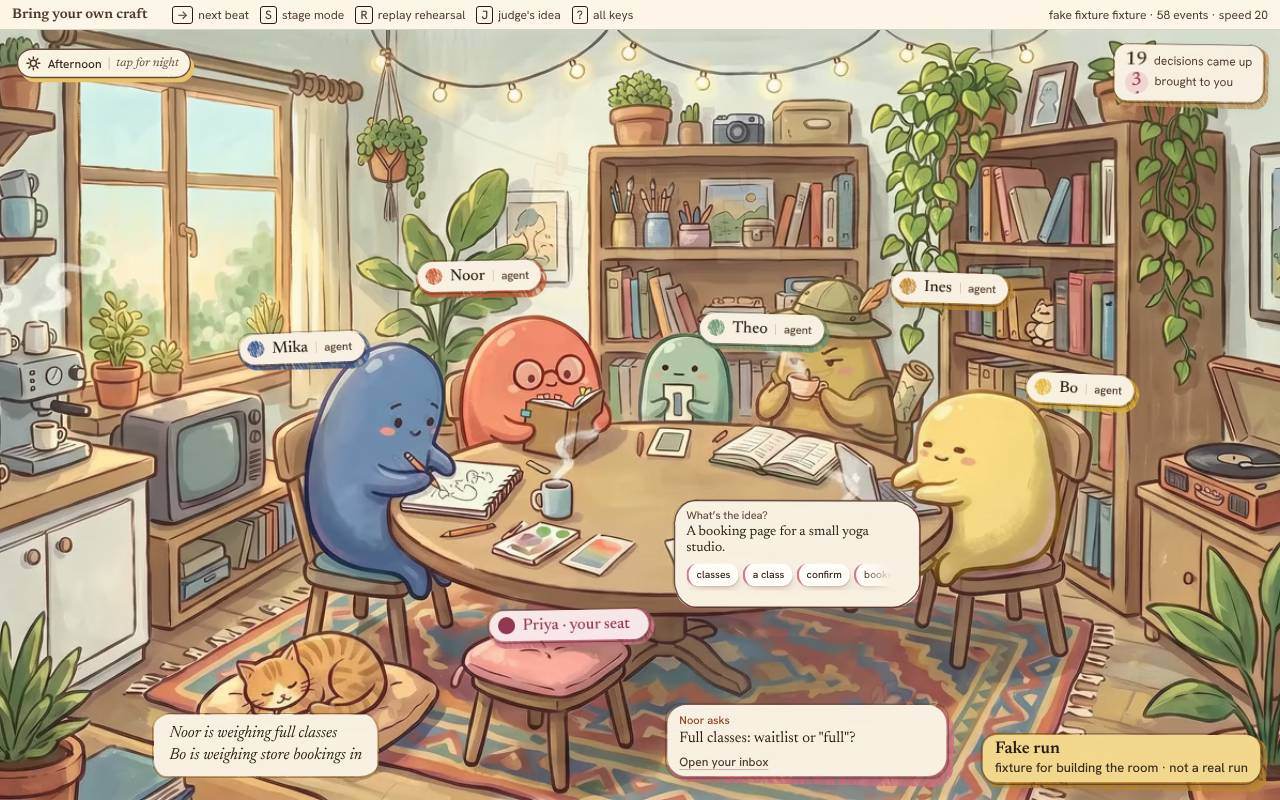 Bring your own craft
→ next beat
S stage mode
R replay rehearsal
J judge's idea
? all keys
fake fixture fixture · 58 events · speed 20
Afternoon
tap for night
19 decisions came up
3 brought to you
Noor agent
Ines agent
Theo agent
Mika agent
Bo agent
What's the idea?
A booking page for a small yoga
studio.
classes
a class
confirm
book
Priya · your seat
Noor is weighing full classes
Bo is weighing store bookings in
Noor asks
Full classes: waitlist or "full"?
Open your inbox
Fake run
fixture for building the room · not a real run